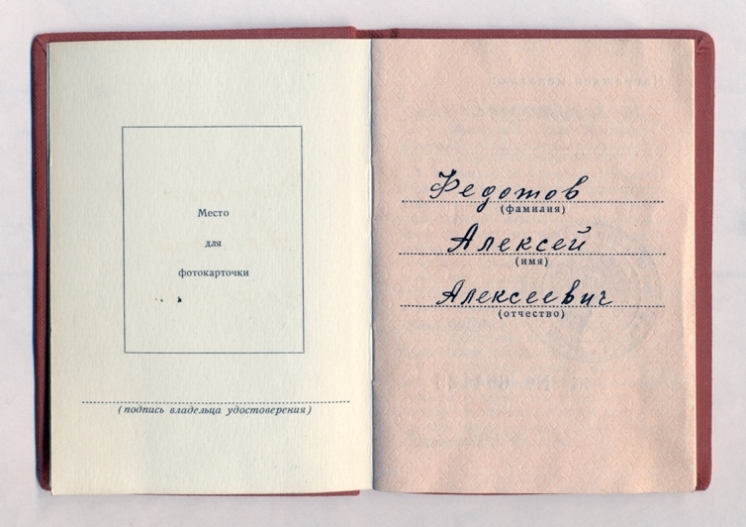 Место
для
фотокарточки
(подпись владельца удостоверения)
Федотов
(фамилия)
Алексей
(имя)
Алексеевич
(отчество)